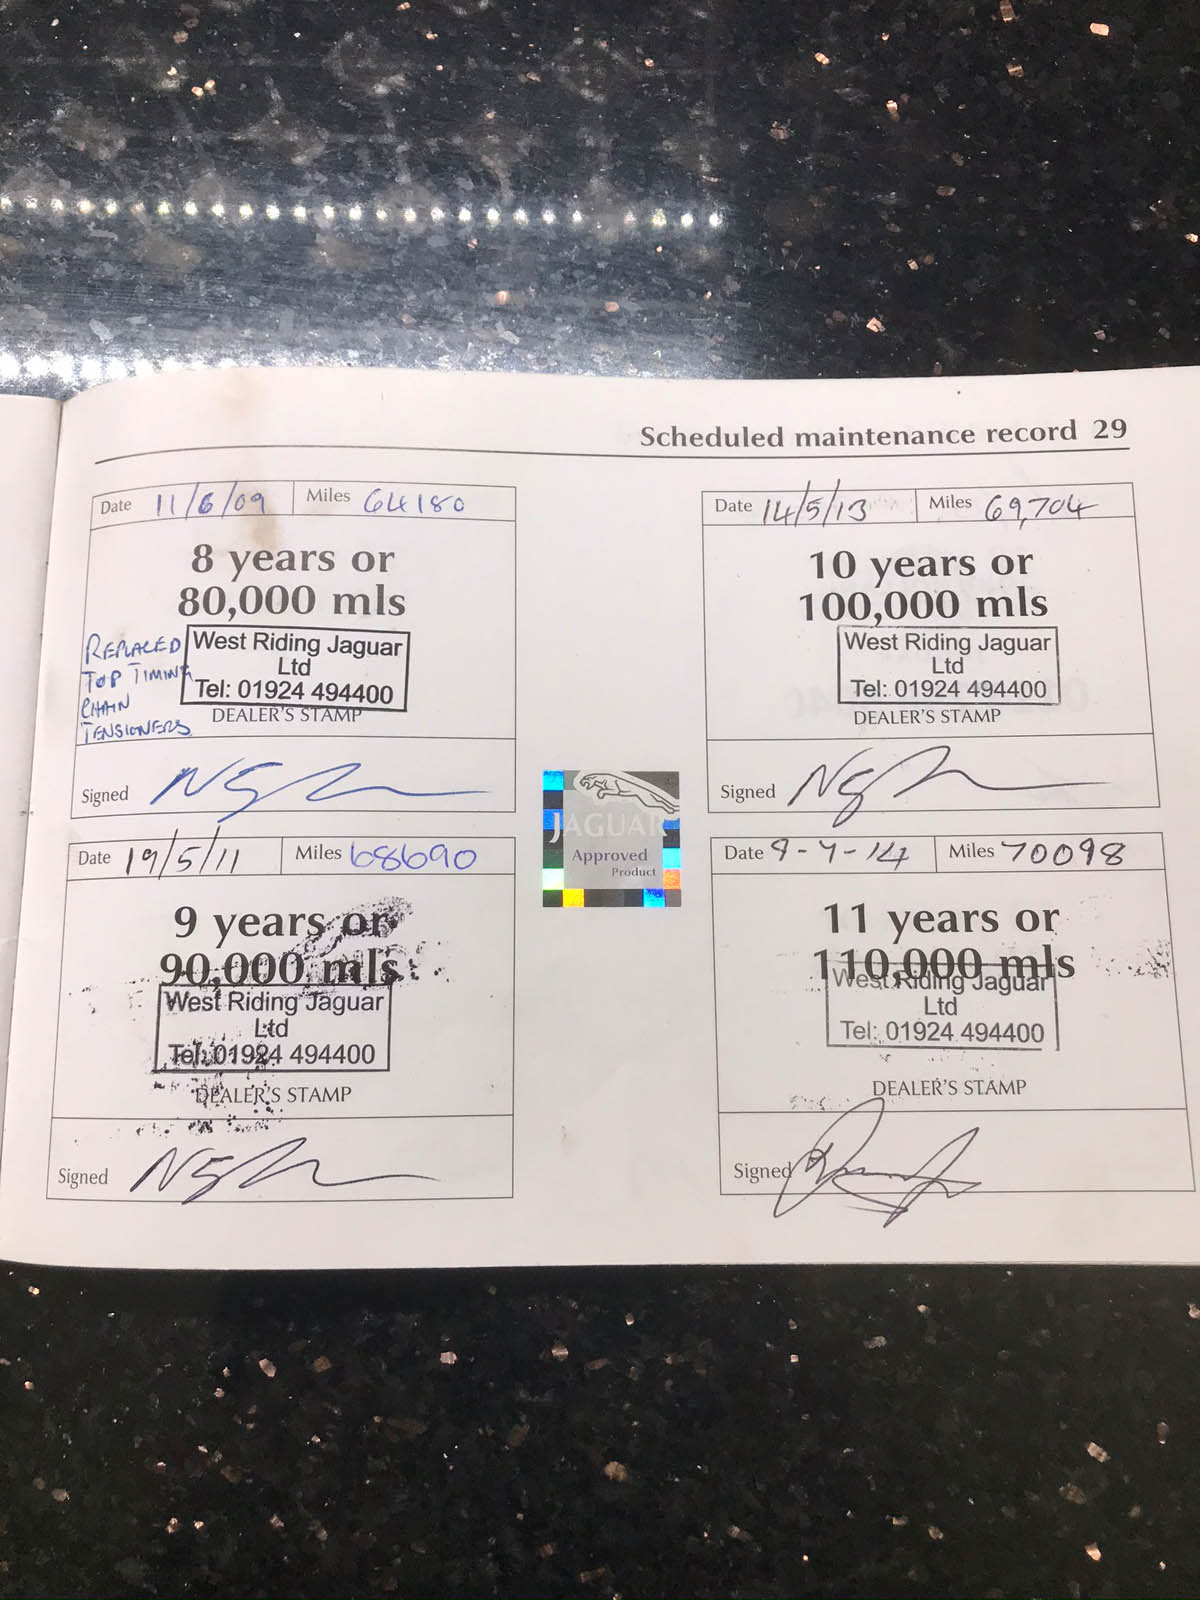 Scheduled maintenance record 29
Date 11/6/09 Miles 64180
8 years or
80,000 mls
REPLACED
TOP TIMING
CHAIN
TENSIONERS
West Riding Jaguar
Ltd
Tel: 01924 494400
DEALER'S STAMP
Signed
Date 19/5/11 Miles 68690
9 years or
90,000 mls
West Riding Jaguar
Ltd
Tel: 01924 494400
DEALER'S STAMP
Signed
JAGUAR
Approved
Product
Date 14/5/13 Miles 69,704
10 years or
100,000 mls
West Riding Jaguar
Ltd
Tel: 01924 494400
DEALER'S STAMP
Signed
Date Miles 70098
11 years or
110,000 mls
West Riding Jaguar
Ltd
Tel: 01924 494400
DEALER'S STAMP
Signed